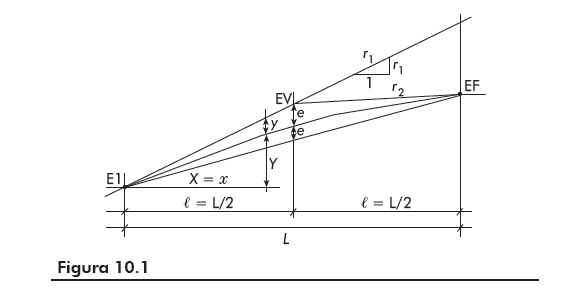 r₁
r₁
1
r₂
EF
EV
e
y
e
Y
E1
X = x
ℓ = L/2
ℓ = L/2
L
Figura 10.1